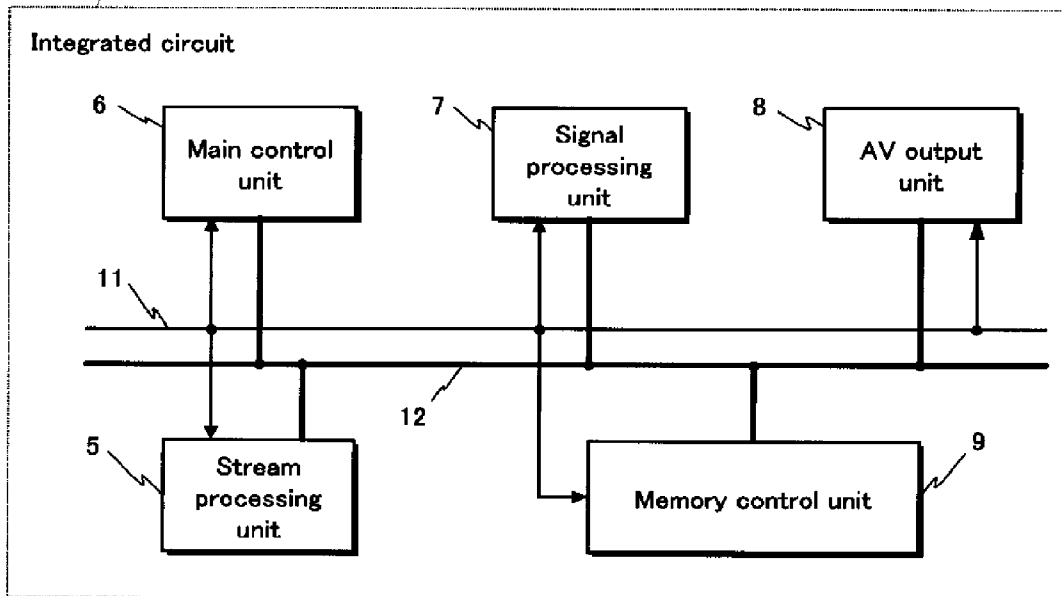 Integrated circuit
6
Main control
unit
7
Signal
processing
unit
8
AV output
unit
11
12
5
Stream
processing
unit
9
Memory control unit